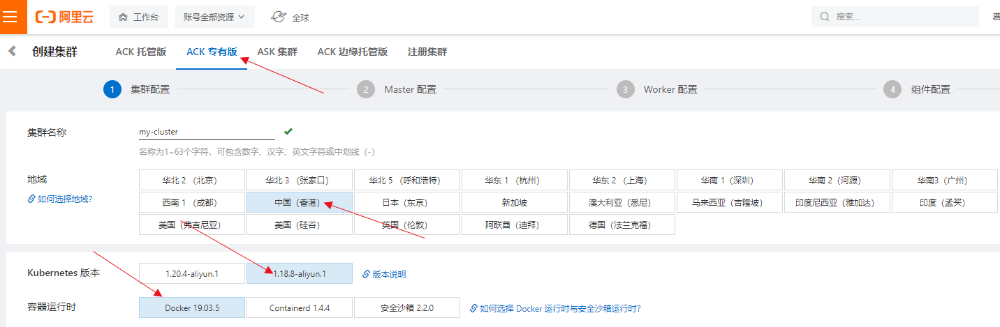 阿里云 工作台 账号全部资源 全球 搜索... 费
创建集群 ACK 托管版 ACK 专有版 ASK 集群 ACK 边缘托管版 注册集群
1 集群配置 2 Master 配置 3 Worker 配置 4 组件配置
集群名称 my-cluster
名称为1~63个字符，可包含数字、汉字、英文字符或中划线（-）
地域 华北 2 （北京） 华北 3 （张家口） 华北 5 （呼和浩特） 华东 1 （杭州） 华东 2 （上海） 华南 1（深圳） 华南 2（河源） 华南3（广州）
如何选择地域? 西南 1 （成都） 中国（香港） 日本（东京） 新加坡 澳大利亚（悉尼） 马来西亚（吉隆坡） 印度尼西亚（雅加达） 印度（孟买）
美国（弗吉尼亚） 美国（硅谷） 英国（伦敦） 阿联酋（迪拜） 德国（法兰克福）
Kubernetes 版本 1.20.4-aliyun.1 1.18.8-aliyun.1 版本说明
容器运行时 Docker 19.03.5 Containerd 1.4.4 安全沙箱 2.2.0 如何选择 Docker 运行时与安全沙箱运行时?